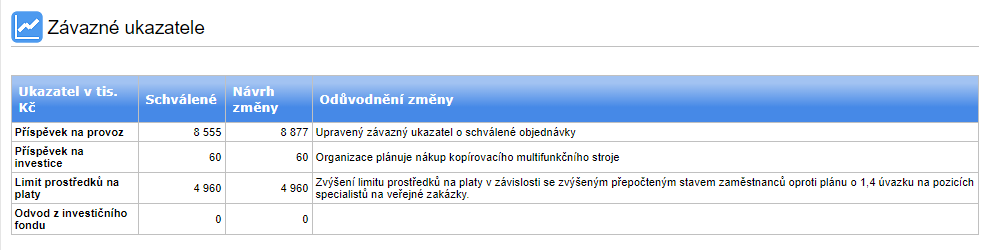 Závazné ukazatele
Ukazatel v tis. Kč
Schválené
Návrh změny
Odůvodnění změny
Příspěvek na provoz
8 555
8 877
Upravený závazný ukazatel o schválené objednávky
Příspěvek na
investice
60
60
Organizace plánuje nákup kopírovacího multifunkčního stroje
Limit prostředků na
platy
4 960
4 960
Zvýšení limitu prostředků na platy v závislosti se zvýšeným přepočteným stavem zaměstnanců oproti plánu o 1,4 úvazku na pozicích
specialistů na veřejné zakázky.
Odvod z investičního
fondu
0
0